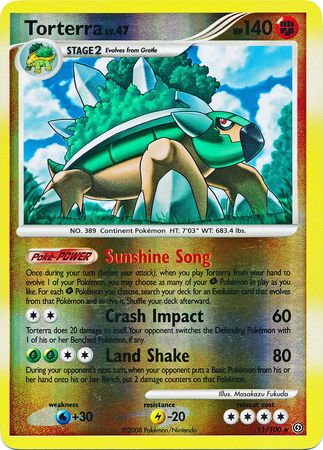 Torterra LV.47 HP 140
STAGE2 Evolves from Grotle
NO. 389 Continent Pokémon HT: 7'03" WT: 683.4 lbs.
Poké-POWER Sunshine Song
Once during your turn (before your attack), when you play Torterra from your hand to
evolve 1 of your Pokémon, you may choose as many of your Pokémon in play as you
like. For each Pokémon you choose, search your deck for an Evolution card that evolves
from that Pokémon and evolve it. Shuffle your deck afterward.
Crash Impact 60
Torterra does 20 damage to itself. Your opponent switches the Defending Pokémon with
1 of his or her Benched Pokémon, if any.
Land Shake 80
During your opponent's next turn, when your opponent puts a Basic Pokémon from his or
her hand onto his or her Bench, put 2 damage counters on that Pokémon.
Illus. Masakazu Fukuda
weakness resistance retreat cost
+30 -20
©2008 Pokémon/Nintendo 11/100 ★